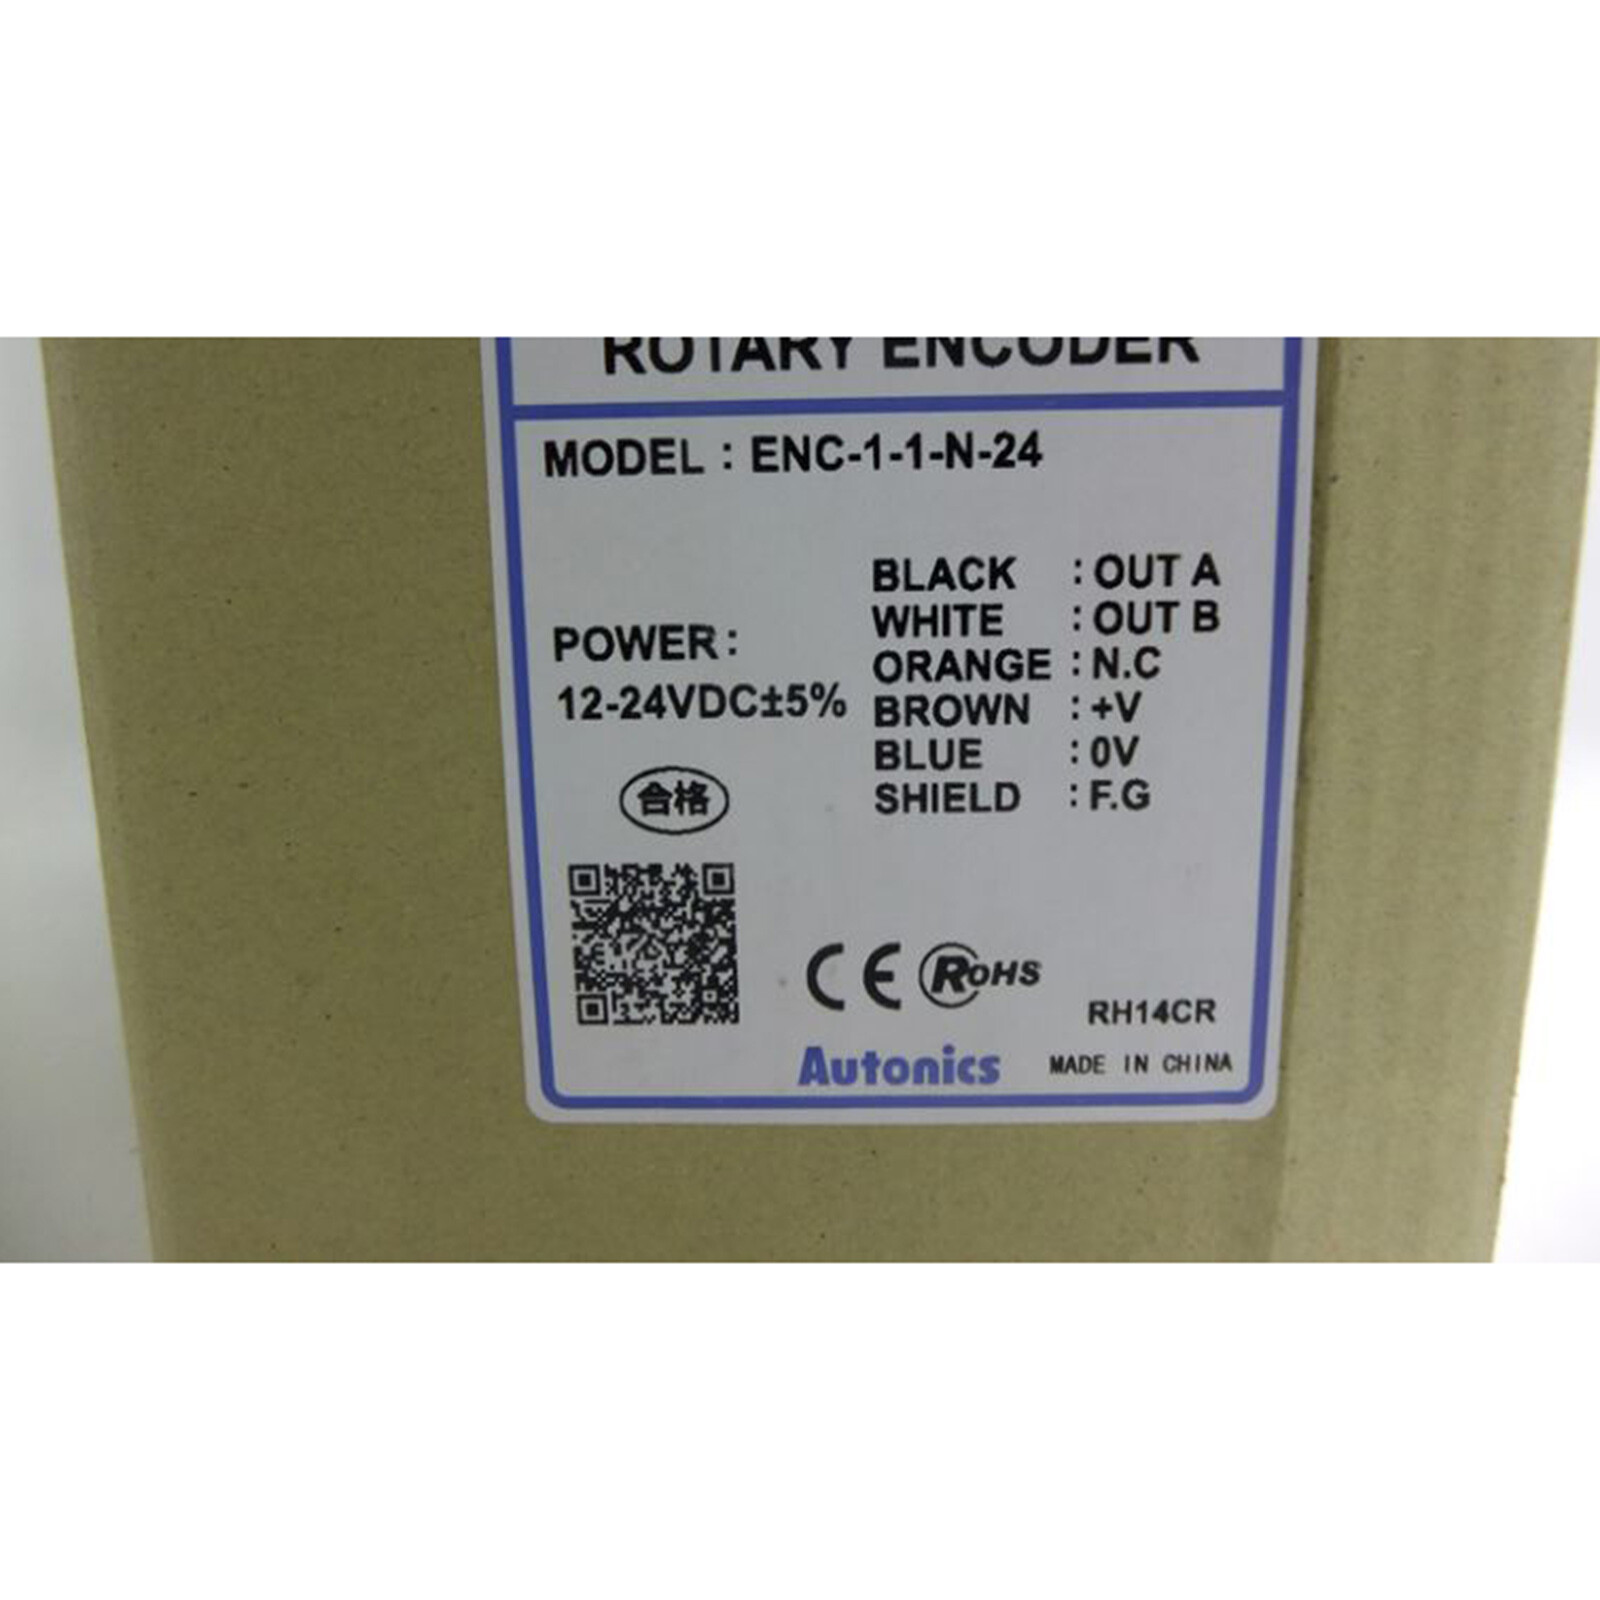 ROTARY ENCODER
MODEL : ENC-1-1-N-24
POWER :
12-24VDC±5%
BLACK : OUT A
WHITE : OUT B
ORANGE : N.C
BROWN : +V
BLUE : 0V
SHIELD : F.G
合格
CE RoHS
RH14CR
Autonics MADE IN CHINA